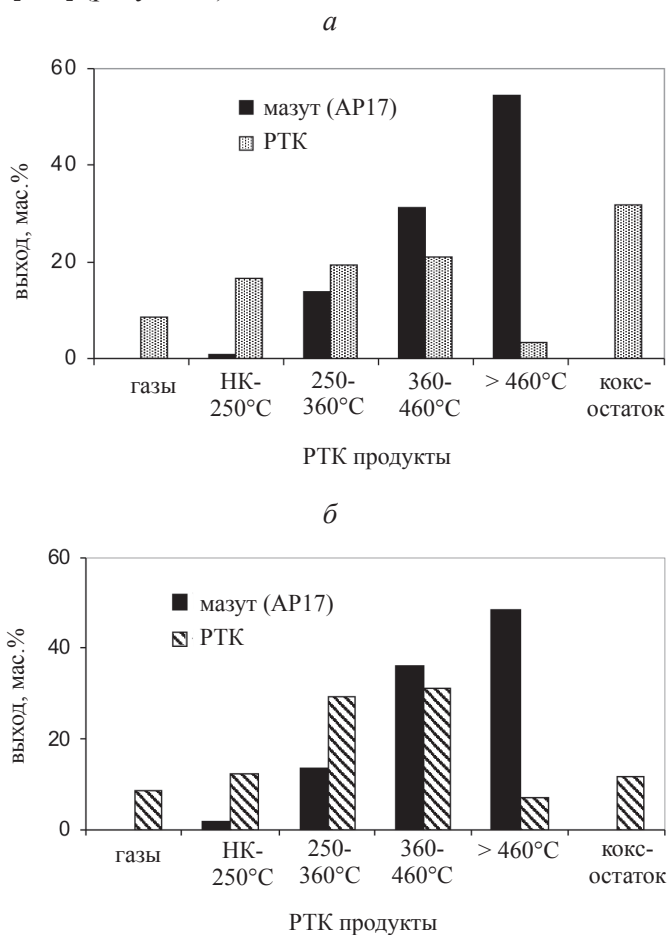 а
60
40
20
0
выход, мас.%
мазут (АР17)
РТК
газы
НК-
250°С
250-
360°С
360-
460°С
> 460°С
кокс-
остаток
РТК продукты
б
60
40
20
0
выход, мас.%
мазут (АР17)
РТК
газы
НК-
250°С
250-
360°С
360-
460°С
> 460°С
кокс-
остаток
РТК продукты